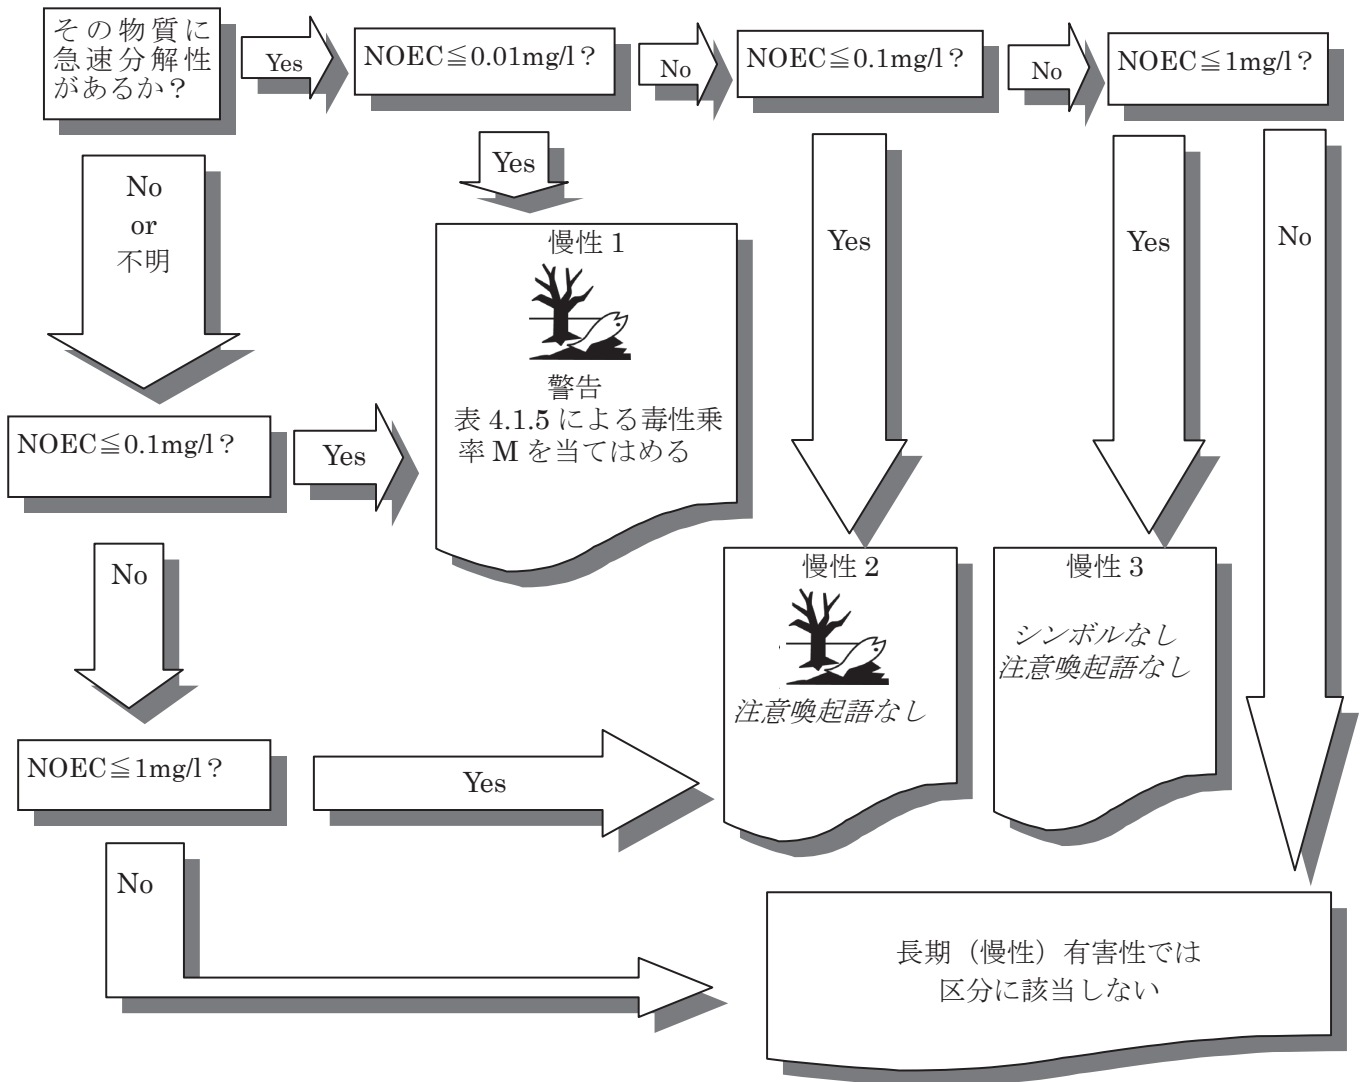 その物質に
急速分解性
があるか？
Yes
NOEC≦0.01mg/l？
No
NOEC≦0.1mg/l？
No
NOEC≦1mg/l？
No
or
不明
Yes
慢性 1
警告
表 4.1.5 による毒性乗
率 M を当てはめる
Yes
Yes
No
NOEC≦0.1mg/l？
Yes
No
慢性 2
注意喚起語なし
慢性 3
シンボルなし
注意喚起語なし
NOEC≦1mg/l？
Yes
No
長期（慢性）有害性では
区分に該当しない